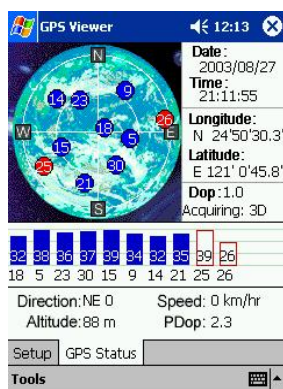 GPS Viewer 12:13
Date:
2003/08/27
Time:
21:11:55
Longitude:
N 24'50'30.3
Latitude:
E 121' 0'45.8'
Dop:1.0
Acquiring: 3D
N
9
14 23
26
18
W E
5
15
25
30
21
S
32 38 36 37 39 34 32 35 39 26
18 5 23 30 15 9 14 21 25 26
Direction:NE 0 Speed: 0 km/hr
Altitude:88 m PDop: 2.3
Setup GPS Status
Tools